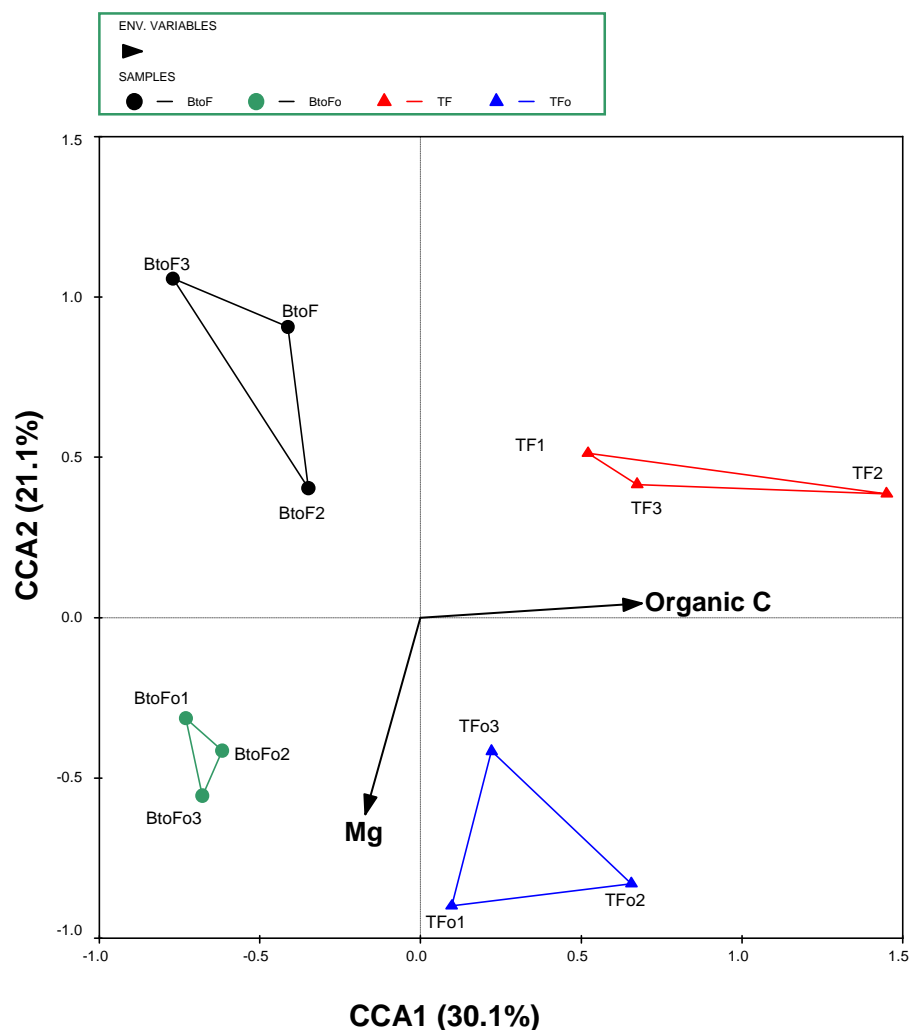 ENV. VARIABLES
SAMPLES
BtoF BtoFo TF TFo
1.5
BtoF3
BtoF
1.0
TF1
TF2
0.5
TF3
BtoF2
CCA2 (21.1%)
Organic C
0.0
BtoFo1
TFo3
BtoFo2
-0.5
BtoFo3
Mg
TFo2
TFo1
-1.0
-1.0 -0.5 0.0 0.5 1.0 1.5
CCA1 (30.1%)